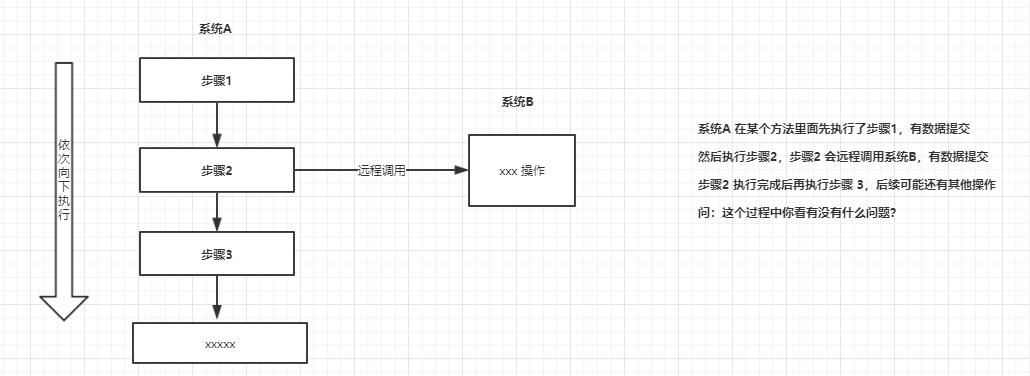 系统A
步骤1
系统B
依次向下执行
步骤2
远程调用
xxx 操作
步骤3
xxxxx
系统A 在某个方法里面先执行了步骤1，有数据提交
然后执行步骤2，步骤2 会远程调用系统B，有数据提交
步骤2 执行完成后再执行步骤 3，后续可能还有其他操作
问：这个过程中你看有没有什么问题？